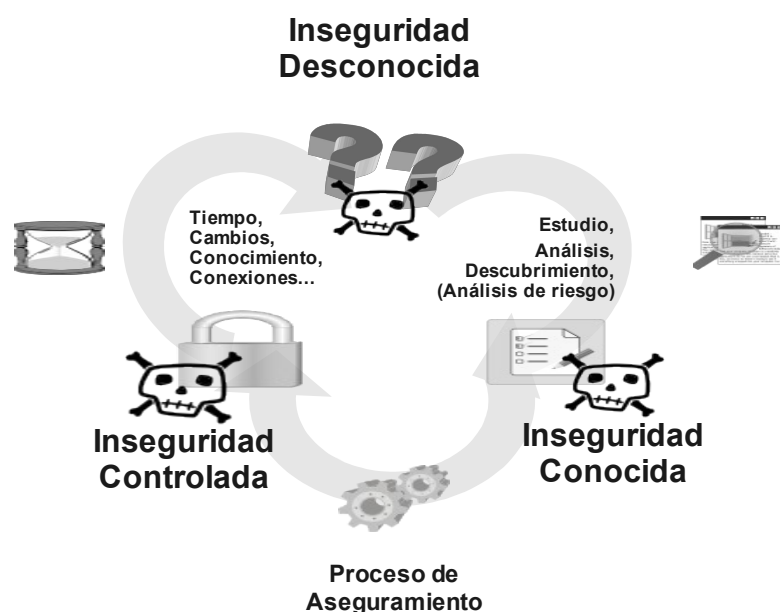 Inseguridad
Desconocida
Tiempo,
Cambios,
Conocimiento,
Conexiones...
Estudio,
Análisis,
Descubrimiento,
(Análisis de riesgo)
Inseguridad
Controlada
Inseguridad
Conocida
Proceso de
Aseguramiento